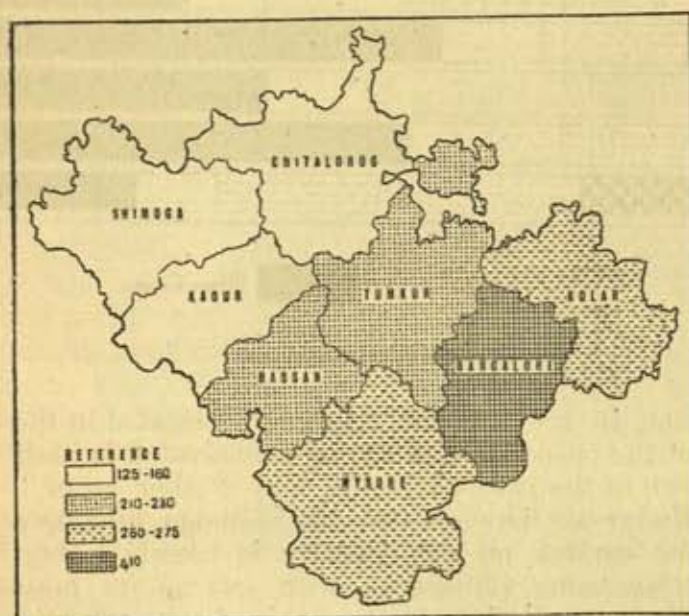 CHITALDRUG
SHIMOGA
KADUR
TUMKUR
KOLAR
BANGALORE
HASSAN
MYSORE
REFERENCE
125-160
210-230
250-275
410